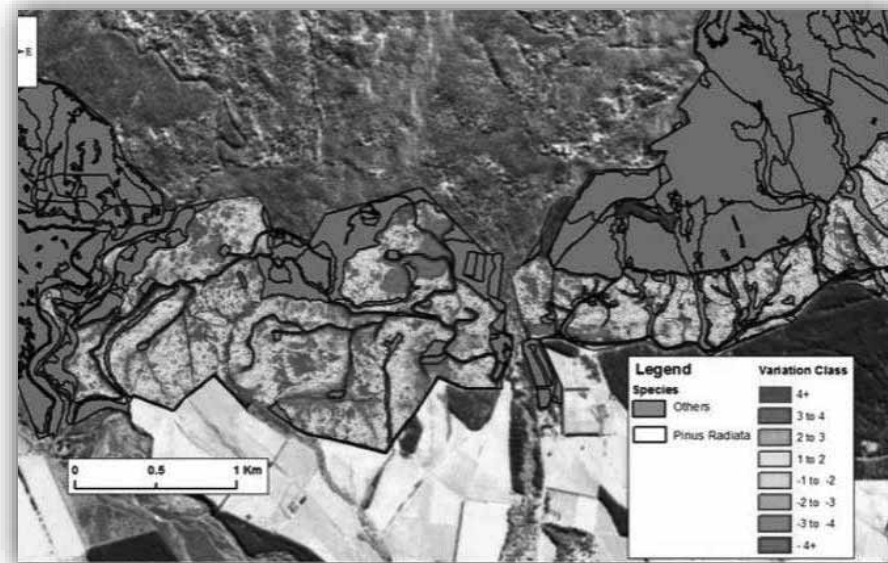 Legend
Species
Others
Pinus Radiata
Variation Class
4+
3 to 4
2 to 3
1 to 2
-1 to -2
-2 to -3
-3 to -4
- 4+
0 0.5 1 Km